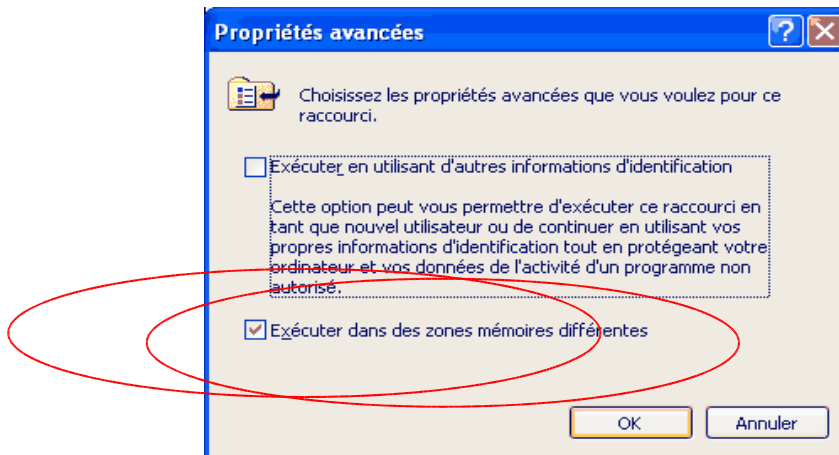 Propriétés avancées
Choisissez les propriétés avancées que vous voulez pour ce
raccourci.
Exécuter en utilisant d'autres informations d'identification
Cette option peut vous permettre d'exécuter ce raccourci en
tant que nouvel utilisateur ou de continuer en utilisant vos
propres informations d'identification tout en protégeant votre
ordinateur et vos données de l'activité d'un programme non
autorisé.
Exécuter dans des zones mémoires différentes
OK
Annuler